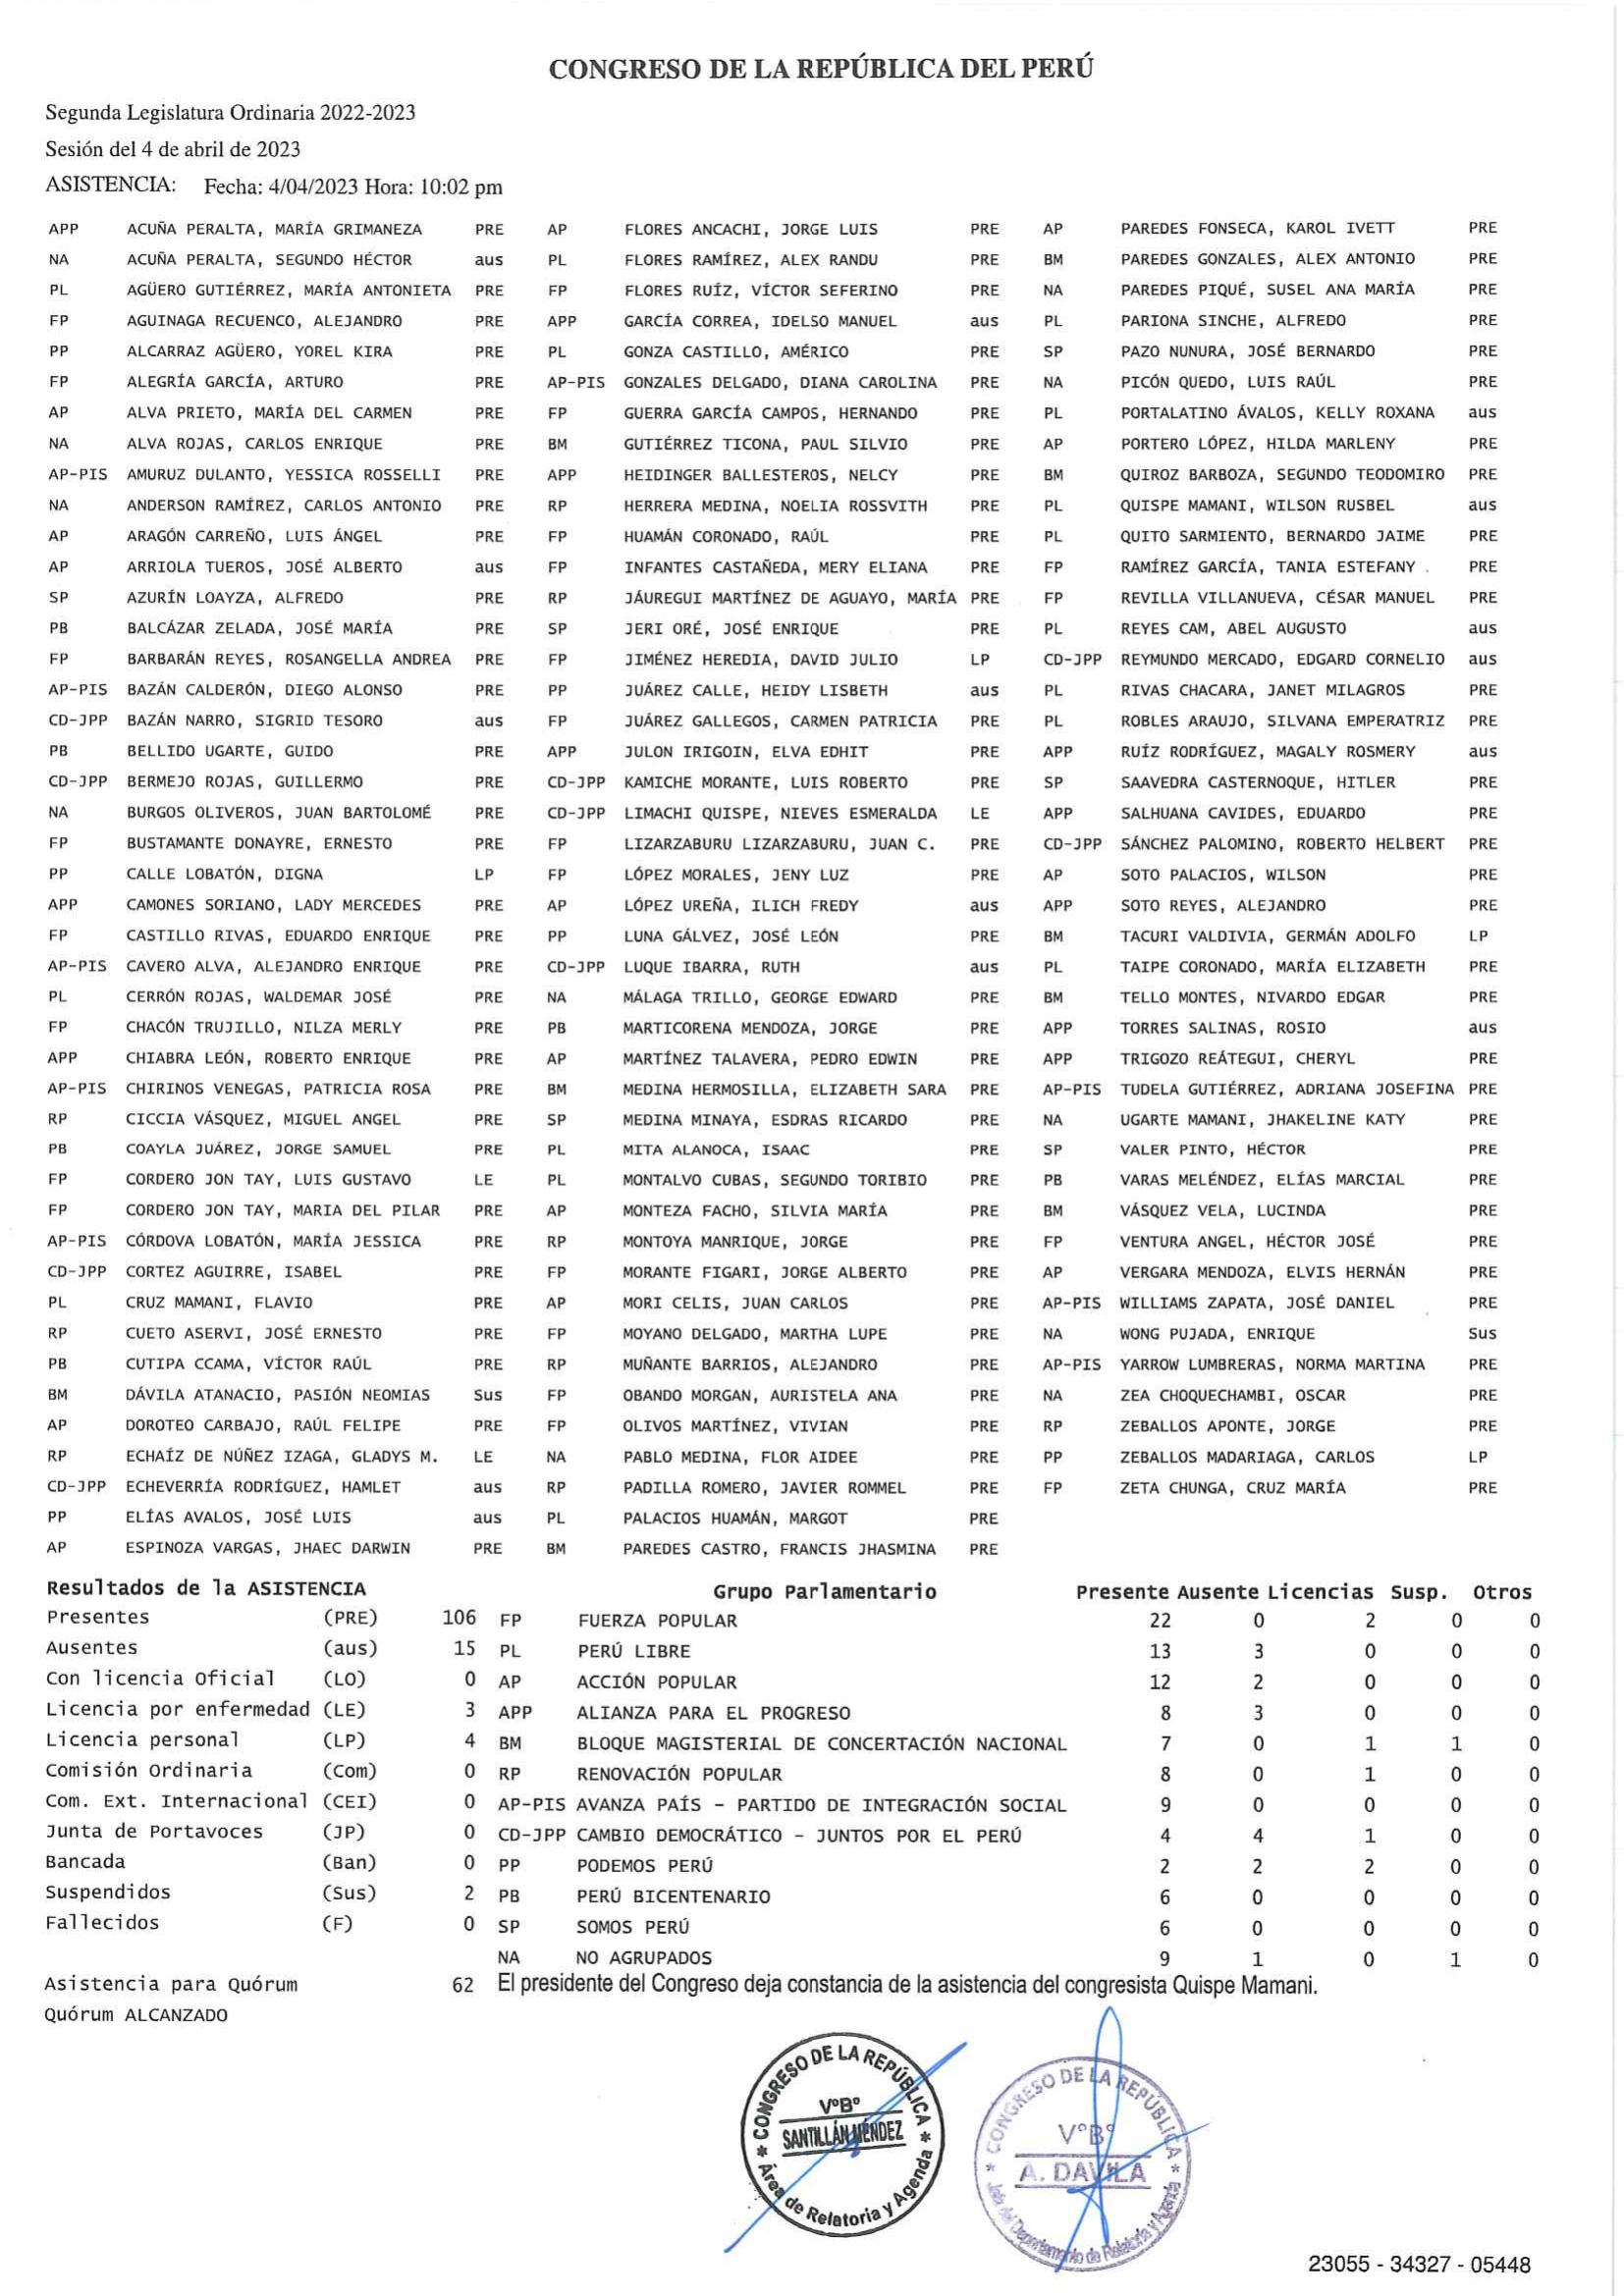 CONGRESO DE LA REPÚBLICA DEL PERÚ
Segunda Legislatura Ordinaria 2022-2023
Sesión del 4 de abril de 2023
ASISTENCIA: Fecha: 4/04/2023 Hora: 10:02 pm
APP ACUÑA PERALTA, MARÍA GRIMANEZA PRE AP FLORES ANCACHI, JORGE LUIS PRE AP PAREDES FONSECA, KAROL IVETT PRE
NA ACUÑA PERALTA, SEGUNDO HÉCTOR aus PL FLORES RAMÍREZ, ALEX RANDU PRE BM PAREDES GONZALES, ALEX ANTONIO PRE
PL AGÜERO GUTIÉRREZ, MARÍA ANTONIETA PRE FP FLORES RUÍZ, VÍCTOR SEFERINO PRE NA PAREDES PIQUÉ, SUSEL ANA MARÍA PRE
FP AGUINAGA RECUENCO, ALEJANDRO PRE APP GARCÍA CORREA, IDELSO MANUEL aus PL PARIONA SINCHE, ALFREDO PRE
PP ALCARRAZ AGÜERO, YOREL KIRA PRE PL GONZA CASTILLO, AMÉRICO PRE SP PAZO NUNURA, JOSÉ BERNARDO PRE
FP ALEGRÍA GARCÍA, ARTURO PRE AP-PIS GONZALES DELGADO, DIANA CAROLINA PRE NA PICÓN QUEDO, LUIS RAÚL PRE
AP ALVA PRIETO, MARÍA DEL CARMEN PRE FP GUERRA GARCÍA CAMPOS, HERNANDO PRE PL PORTALATINO ÁVALOS, KELLY ROXANA aus
NA ALVA ROJAS, CARLOS ENRIQUE PRE BM GUTIÉRREZ TICONA, PAUL SILVIO PRE AP PORTERO LÓPEZ, HILDA MARLENY PRE
AP-PIS AMURUZ DULANTO, YESSICA ROSSELLI PRE APP HEIDINGER BALLESTEROS, NELCY PRE BM QUIROZ BARBOZA, SEGUNDO TEODOMIRO PRE
NA ANDERSON RAMÍREZ, CARLOS ANTONIO PRE RP HERRERA MEDINA, NOELIA ROSSVITH PRE PL QUISPE MAMANI, WILSON RUSBEL aus
AP ARAGÓN CARREÑO, LUIS ÁNGEL PRE FP HUAMÁN CORONADO, RAÚL PRE PL QUITO SARMIENTO, BERNARDO JAIME PRE
AP ARRIOLA TUEROS, JOSÉ ALBERTO aus FP INFANTES CASTAÑEDA, MERY ELIANA PRE FP RAMÍREZ GARCÍA, TANIA ESTEFANY . PRE
SP AZURÍN LOAYZA, ALFREDO PRE RP JÁUREGUI MARTÍNEZ DE AGUAYO, MARÍA PRE FP REVILLA VILLANUEVA, CÉSAR MANUEL PRE
PB BALCÁZAR ZELADA, JOSÉ MARÍA PRE SP JERI ORÉ, JOSÉ ENRIQUE PRE PL REYES CAM, ABEL AUGUSTO aus
FP BARBARÁN REYES, ROSANGELLA ANDREA PRE FP JIMÉNEZ HEREDIA, DAVID JULIO LP CD-JPP REYMUNDO MERCADO, EDGARD CORNELIO aus
AP-PIS BAZÁN CALDERÓN, DIEGO ALONSO PRE PP JUÁREZ CALLE, HEIDY LISBETH aus PL RIVAS CHACARA, JANET MILAGROS PRE
CD-JPP BAZÁN NARRO, SIGRID TESORO aus FP JUÁREZ GALLEGOS, CARMEN PATRICIA PRE PL ROBLES ARAUJO, SILVANA EMPERATRIZ PRE
PB BELLIDO UGARTE, GUIDO PRE APP JULON IRIGOIN, ELVA EDHIT PRE APP RUÍZ RODRÍGUEZ, MAGALY ROSMERY aus
CD-JPP BERMEJO ROJAS, GUILLERMO PRE CD-JPP KAMICHE MORANTE, LUIS ROBERTO PRE SP SAAVEDRA CASTERNOQUE, HITLER PRE
NA BURGOS OLIVEROS, JUAN BARTOLOMÉ PRE CD-JPP LIMACHI QUISPE, NIEVES ESMERALDA LE APP SALHUANA CAVIDES, EDUARDO PRE
FP BUSTAMANTE DONAYRE, ERNESTO PRE FP LIZARZABURU LIZARZABURU, JUAN C. PRE CD-JPP SÁNCHEZ PALOMINO, ROBERTO HELBERT PRE
PP CALLE LOBATÓN, DIGNA LP FP LÓPEZ MORALES, JENY LUZ PRE AP SOTO PALACIOS, WILSON PRE
APP CAMONES SORIANO, LADY MERCEDES PRE AP LÓPEZ UREÑA, ILICH FREDY aus APP SOTO REYES, ALEJANDRO PRE
FP CASTILLO RIVAS, EDUARDO ENRIQUE PRE PP LUNA GÁLVEZ, JOSÉ LEÓN PRE BM TACURI VALDIVIA, GERMÁN ADOLFO LP
AP-PIS CAVERO ALVA, ALEJANDRO ENRIQUE PRE CD-JPP LUQUE IBARRA, RUTH aus PL TAIPE CORONADO, MARÍA ELIZABETH PRE
PL CERRÓN ROJAS, WALDEMAR JOSÉ PRE NA MÁLAGA TRILLO, GEORGE EDWARD PRE BM TELLO MONTES, NIVARDO EDGAR PRE
FP CHACÓN TRUJILLO, NILZA MERLY PRE PB MARTICORENA MENDOZA, JORGE PRE APP TORRES SALINAS, ROSIO aus
APP CHIABRA LEÓN, ROBERTO ENRIQUE PRE AP MARTÍNEZ TALAVERA, PEDRO EDWIN PRE APP TRIGOZO REÁTEGUI, CHERYL PRE
AP-PIS CHIRINOS VENEGAS, PATRICIA ROSA PRE BM MEDINA HERMOSILLA, ELIZABETH SARA PRE AP-PIS TUDELA GUTIÉRREZ, ADRIANA JOSEFINA PRE
RP CICCIA VÁSQUEZ, MIGUEL ANGEL PRE SP MEDINA MINAYA, ESDRAS RICARDO PRE NA UGARTE MAMANI, JHAKELINE KATY PRE
PB COAYLA JUÁREZ, JORGE SAMUEL PRE PL MITA ALANOCA, ISAAC PRE SP VALER PINTO, HÉCTOR PRE
FP CORDERO JON TAY, LUIS GUSTAVO LE PL MONTALVO CUBAS, SEGUNDO TORIBIO PRE PB VARAS MELÉNDEZ, ELÍAS MARCIAL PRE
FP CORDERO JON TAY, MARIA DEL PILAR PRE AP MONTEZA FACHO, SILVIA MARÍA PRE BM VÁSQUEZ VELA, LUCINDA PRE
AP-PIS CÓRDOVA LOBATÓN, MARÍA JESSICA PRE RP MONTOYA MANRIQUE, JORGE PRE FP VENTURA ANGEL, HÉCTOR JOSÉ PRE
CD-JPP CORTEZ AGUIRRE, ISABEL PRE FP MORANTE FIGARI, JORGE ALBERTO PRE AP VERGARA MENDOZA, ELVIS HERNÁN PRE
PL CRUZ MAMANI, FLAVIO PRE AP MORI CELIS, JUAN CARLOS PRE AP-PIS WILLIAMS ZAPATA, JOSÉ DANIEL PRE
RP CUETO ASERVI, JOSÉ ERNESTO PRE FP MOYANO DELGADO, MARTHA LUPE PRE NA WONG PUJADA, ENRIQUE Sus
PB CUTIPA CCAMA, VÍCTOR RAÚL PRE RP MUÑANTE BARRIOS, ALEJANDRO PRE AP-PIS YARROW LUMBRERAS, NORMA MARTINA PRE
BM DÁVILA ATANACIO, PASIÓN NEOMIAS Sus FP OBANDO MORGAN, AURISTELA ANA PRE NA ZEA CHOQUECHAMBI, OSCAR PRE
AP DOROTEO CARBAJO, RAÚL FELIPE PRE FP OLIVOS MARTÍNEZ, VIVIAN PRE RP ZEBALLOS APONTE, JORGE PRE
RP ECHAÍZ DE NÚÑEZ IZAGA, GLADYS M. LE NA PABLO MEDINA, FLOR AIDEE PRE PP ZEBALLOS MADARIAGA, CARLOS LP
CD-JPP ECHEVERRÍA RODRÍGUEZ, HAMLET aus RP PADILLA ROMERO, JAVIER ROMMEL PRE FP ZETA CHUNGA, CRUZ MARÍA PRE
PP ELÍAS AVALOS, JOSÉ LUIS aus PL PALACIOS HUAMÁN, MARGOT PRE
AP ESPINOZA VARGAS, JHAEC DARWIN PRE BM PAREDES CASTRO, FRANCIS JHASMINA PRE
Resultados de la ASISTENCIA Grupo Parlamentario Presente Ausente Licencias Susp. Otros
Presentes (PRE) 106 FP FUERZA POPULAR 22 0 2 0 0
Ausentes (aus) 15 PL PERÚ LIBRE 13 3 0 0 0
Con licencia Oficial (LO) 0 AP ACCIÓN POPULAR 12 2 0 0 0
Licencia por enfermedad (LE) 3 APP ALIANZA PARA EL PROGRESO 8 3 0 0 0
Licencia personal (LP) 4 BM BLOQUE MAGISTERIAL DE CONCERTACIÓN NACIONAL 7 0 1 1 0
Comisión Ordinaria (Com) 0 RP RENOVACIÓN POPULAR 8 0 1 0 0
Com. Ext. Internacional (CEI) 0 AP-PIS AVANZA PAÍS - PARTIDO DE INTEGRACIÓN SOCIAL 9 0 0 0 0
Junta de Portavoces (JP) 0 CD-JPP CAMBIO DEMOCRÁTICO - JUNTOS POR EL PERÚ 4 4 1 0 0
Bancada (Ban) 0 PP PODEMOS PERÚ 2 2 2 0 0
Suspendidos (Sus) 2 PB PERÚ BICENTENARIO 6 0 0 0 0
Fallecidos (F) 0 SP SOMOS PERÚ 6 0 0 0 0
NA NO AGRUPADOS 9 1 0 1 0
Asistencia para Quórum 62 El presidente del Congreso deja constancia de la asistencia del congresista Quispe Mamani.
Quórum ALCANZADO
CONGRESO DE LA REPÚBLICA
V°B°
SANTILLÁN MÉNDEZ
Área de Relatoría y Agenda
CONGRESO DE LA REPÚBLICA
V°B°
A. DAVILA
Jefa del Departamento de Relatoría y Agenda
23055 - 34327 - 05448